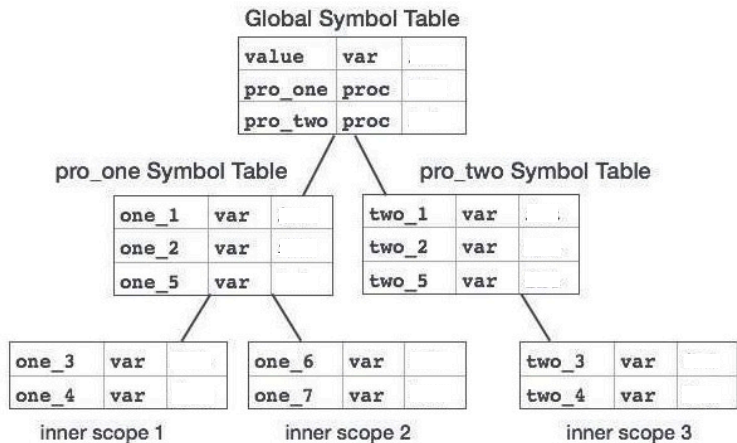 Global Symbol Table
value var
pro_one proc
pro_two proc
pro_one Symbol Table
pro_two Symbol Table
one_1 var
one_2 var
one_5 var
two_1 var
two_2 var
two_5 var
one_3 var
one_4 var
one_6 var
one_7 var
two_3 var
two_4 var
inner scope 1
inner scope 2
inner scope 3